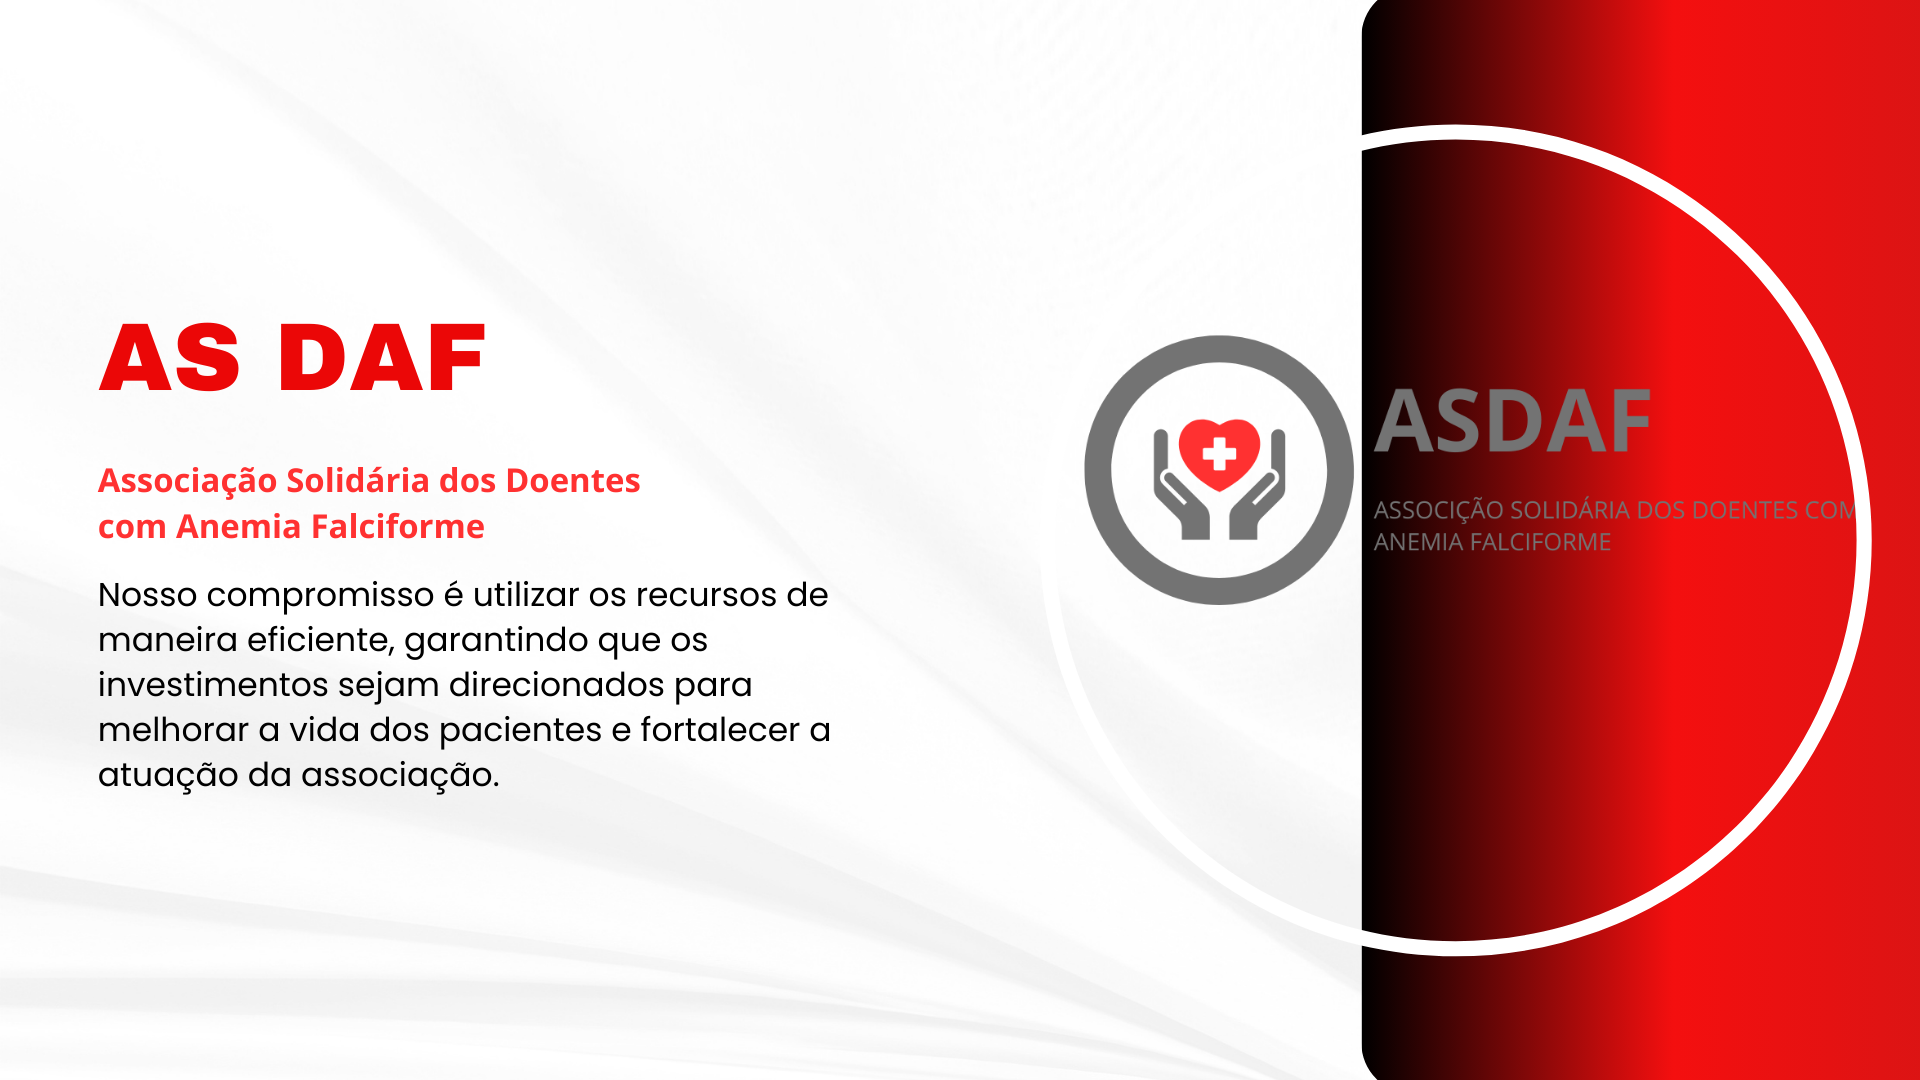 AS DAF
Associação Solidária dos Doentes
com Anemia Falciforme
Nosso compromisso é utilizar os recursos de
maneira eficiente, garantindo que os
investimentos sejam direcionados para
melhorar a vida dos pacientes e fortalecer a
atuação da associação.
ASDAF
ASSOCIÇÃO SOLIDÁRIA DOS DOENTES COM
ANEMIA FALCIFORME